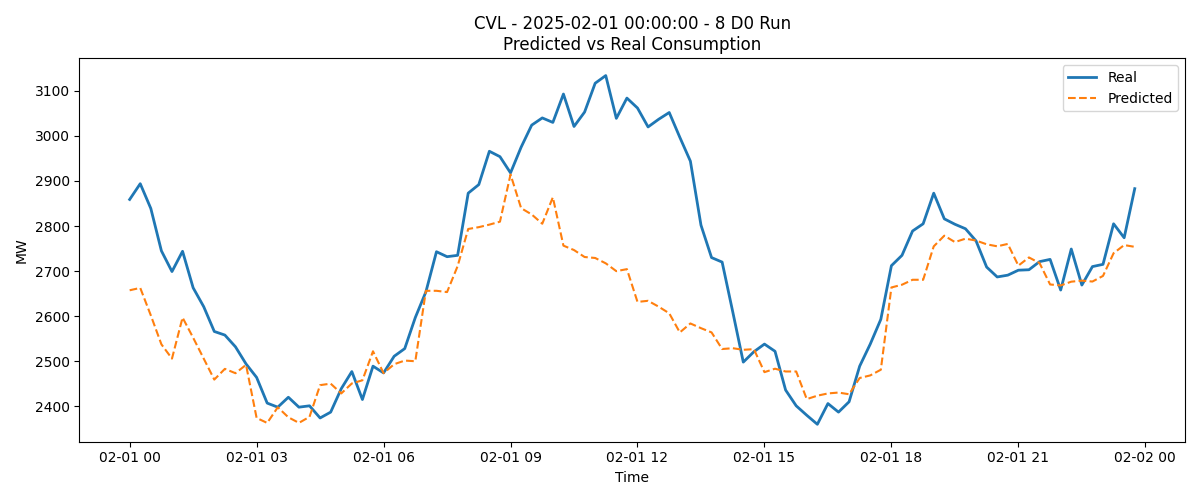 CVL - 2025-02-01 00:00:00 - 8 D0 Run
Predicted vs Real Consumption
Real
Predicted
MW
3100
3000
2900
2800
2700
2600
2500
2400
02-01 00
02-01 03
02-01 06
02-01 09
02-01 12
02-01 15
02-01 18
02-01 21
02-02 00
Time